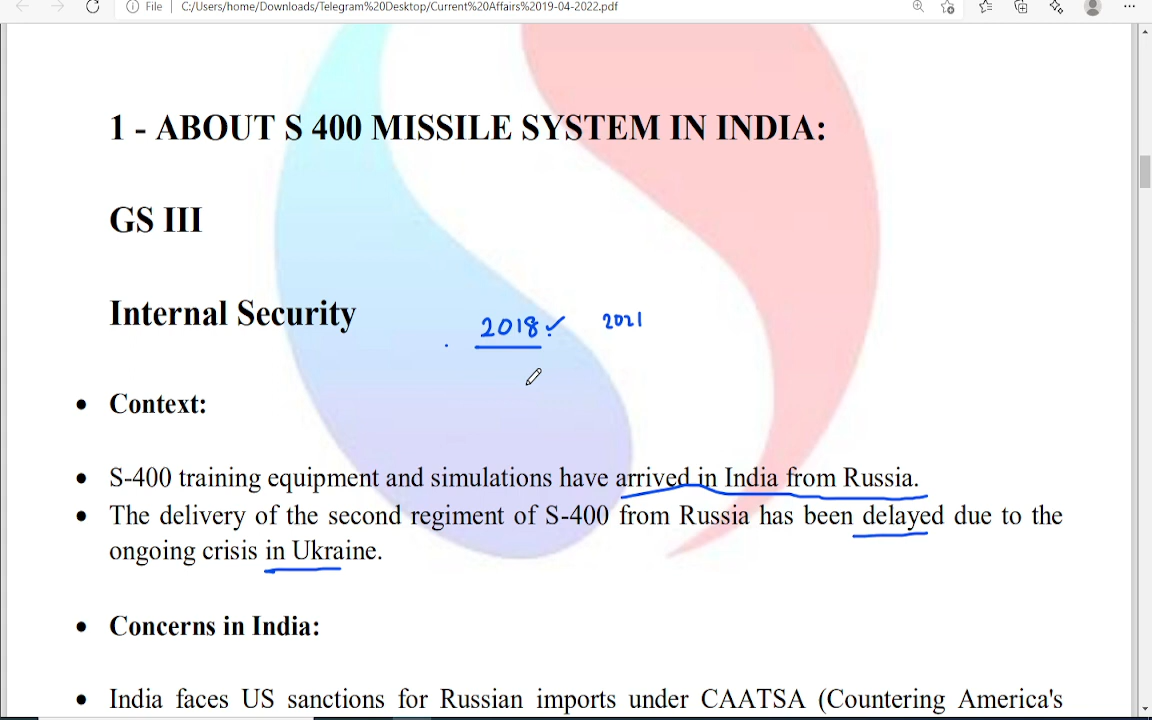 File | C:/Users/home/Downloads/Telegram%20Desktop/Current%20Affairs%2019-04-2022.pdf
1 - ABOUT S 400 MISSILE SYSTEM IN INDIA:
GS III
Internal Security
2018 ✓ 2021
• Context:
• S-400 training equipment and simulations have arrived in India from Russia.
• The delivery of the second regiment of S-400 from Russia has been delayed due to the
ongoing crisis in Ukraine.
• Concerns in India:
• India faces US sanctions for Russian imports under CAATSA (Countering America's